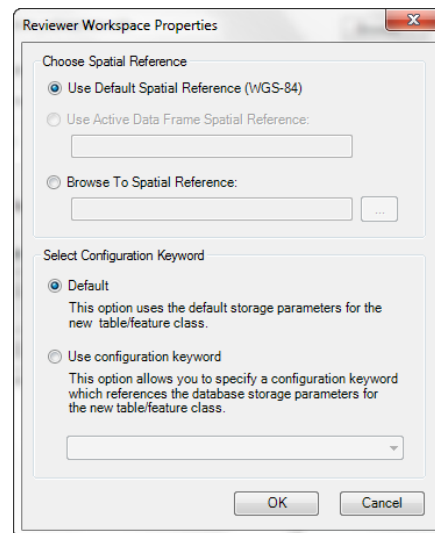 Reviewer Workspace Properties
Choose Spatial Reference
Use Default Spatial Reference (WGS-84)
Use Active Data Frame Spatial Reference:
Browse To Spatial Reference:
...
Select Configuration Keyword
Default
This option uses the default storage parameters for the
new table/feature class.
Use configuration keyword
This option allows you to specify a configuration keyword
which references the database storage parameters for
the new table/feature class.
OK
Cancel